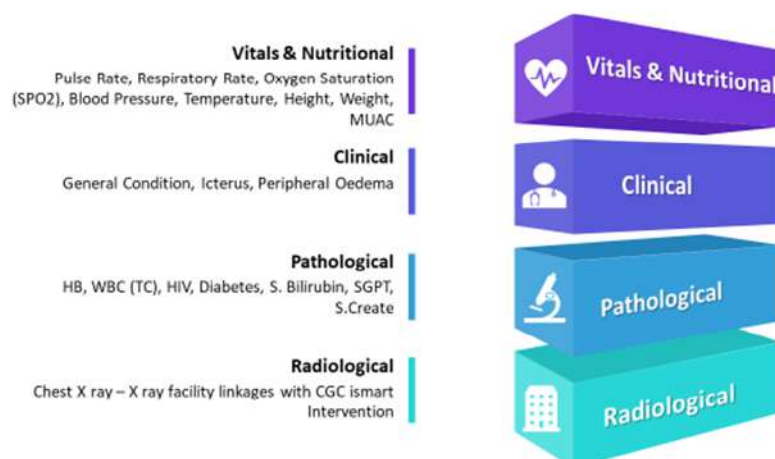 Vitals & Nutritional
Pulse Rate, Respiratory Rate, Oxygen Saturation
(SPO2), Blood Pressure, Temperature, Height, Weight,
MUAC
Clinical
General Condition, Icterus, Peripheral Oedema
Pathological
HB, WBC (TC), HIV, Diabetes, S. Bilirubin, SGPT,
S.Create
Radiological
Chest X ray – X ray facility linkages with CGC ismart
Intervention
Vitals & Nutritional
Clinical
Pathological
Radiological